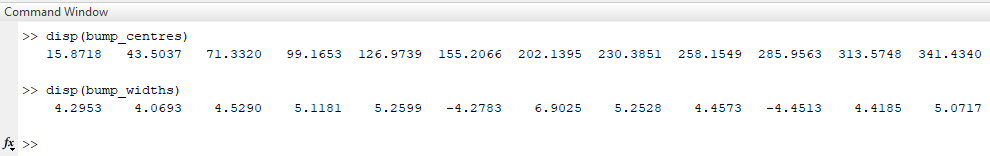 Command Window
>> disp(bump_centres)
15.8718 43.5037 71.3320 99.1653 126.9739 155.2066 202.1395 230.3851 258.1549 285.9563 313.5748 341.4340
>> disp(bump_widths)
4.2953 4.0693 4.5290 5.1181 5.2599 -4.2783 6.9025 5.2528 4.4573 -4.4513 4.4185 5.0717
fx >>